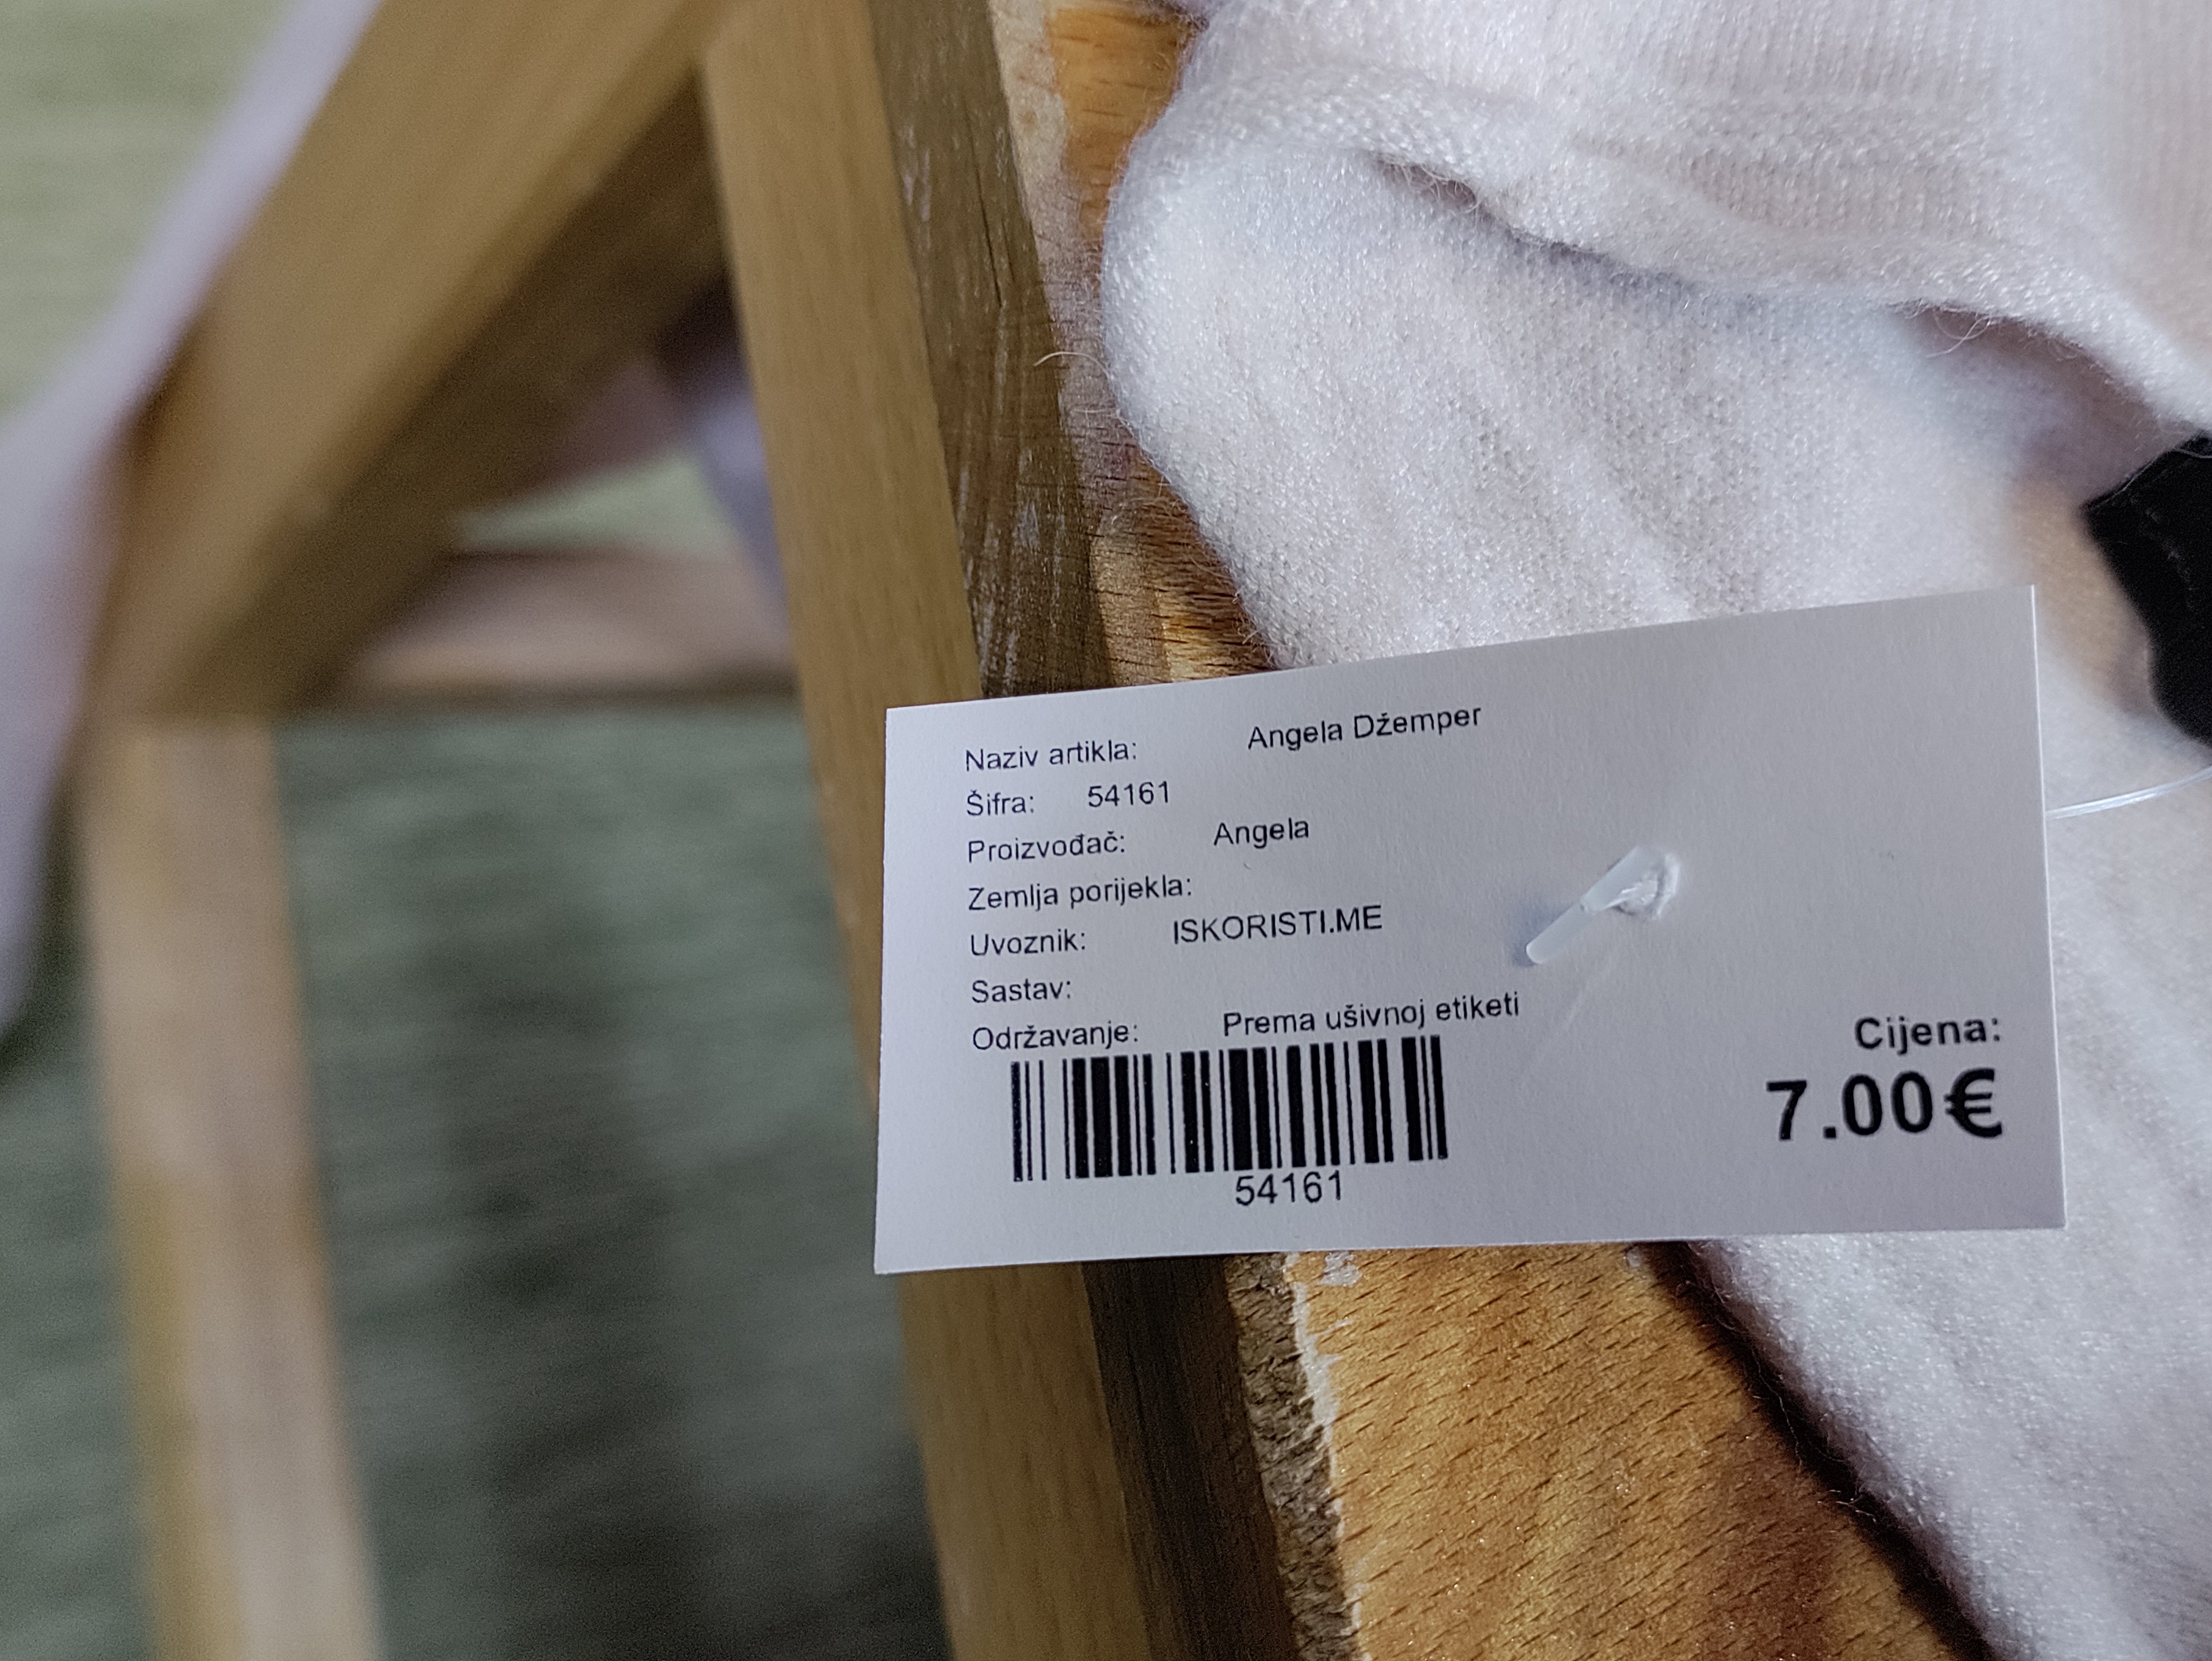 Naziv artikla: Angela Džemper
Šifra: 54161
Proizvođač: Angela
Zemlja porijekla:
Uvoznik: ISKORISTI.ME
Sastav:
Održavanje: Prema ušivnoj etiketi
54161
Cijena:
7.00€